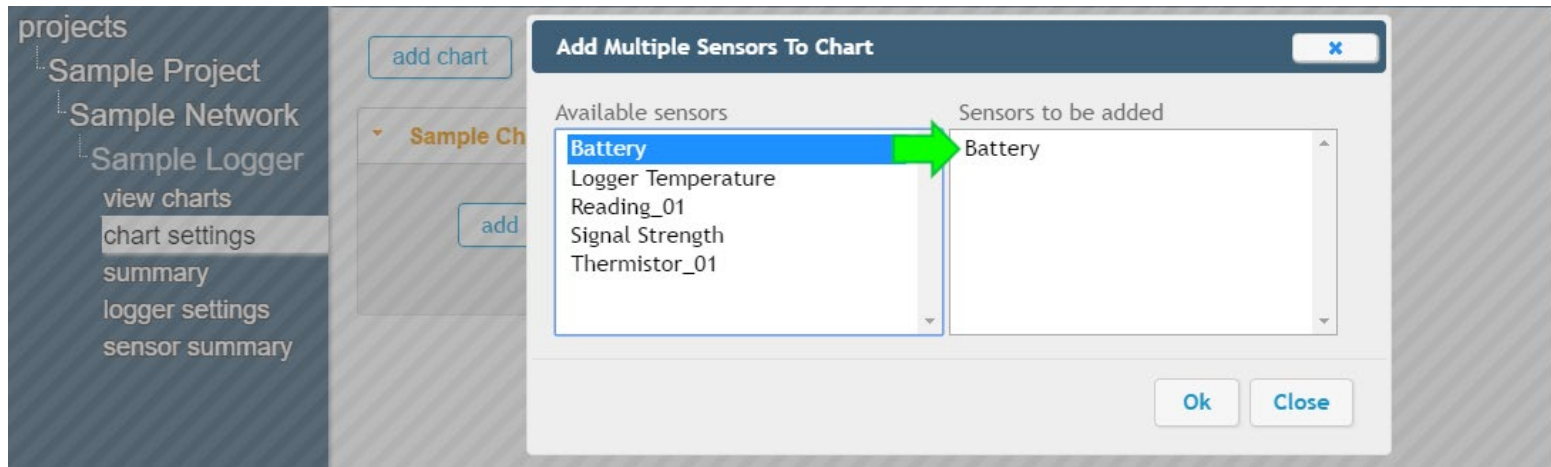 projects
Sample Project
Sample Network
Sample Logger
view charts
chart settings
summary
logger settings
sensor summary
add chart
Sample Ch
add
Add Multiple Sensors To Chart
Available sensors
Battery
Logger Temperature
Reading_01
Signal Strength
Thermistor_01
Sensors to be added
Battery
Ok
Close